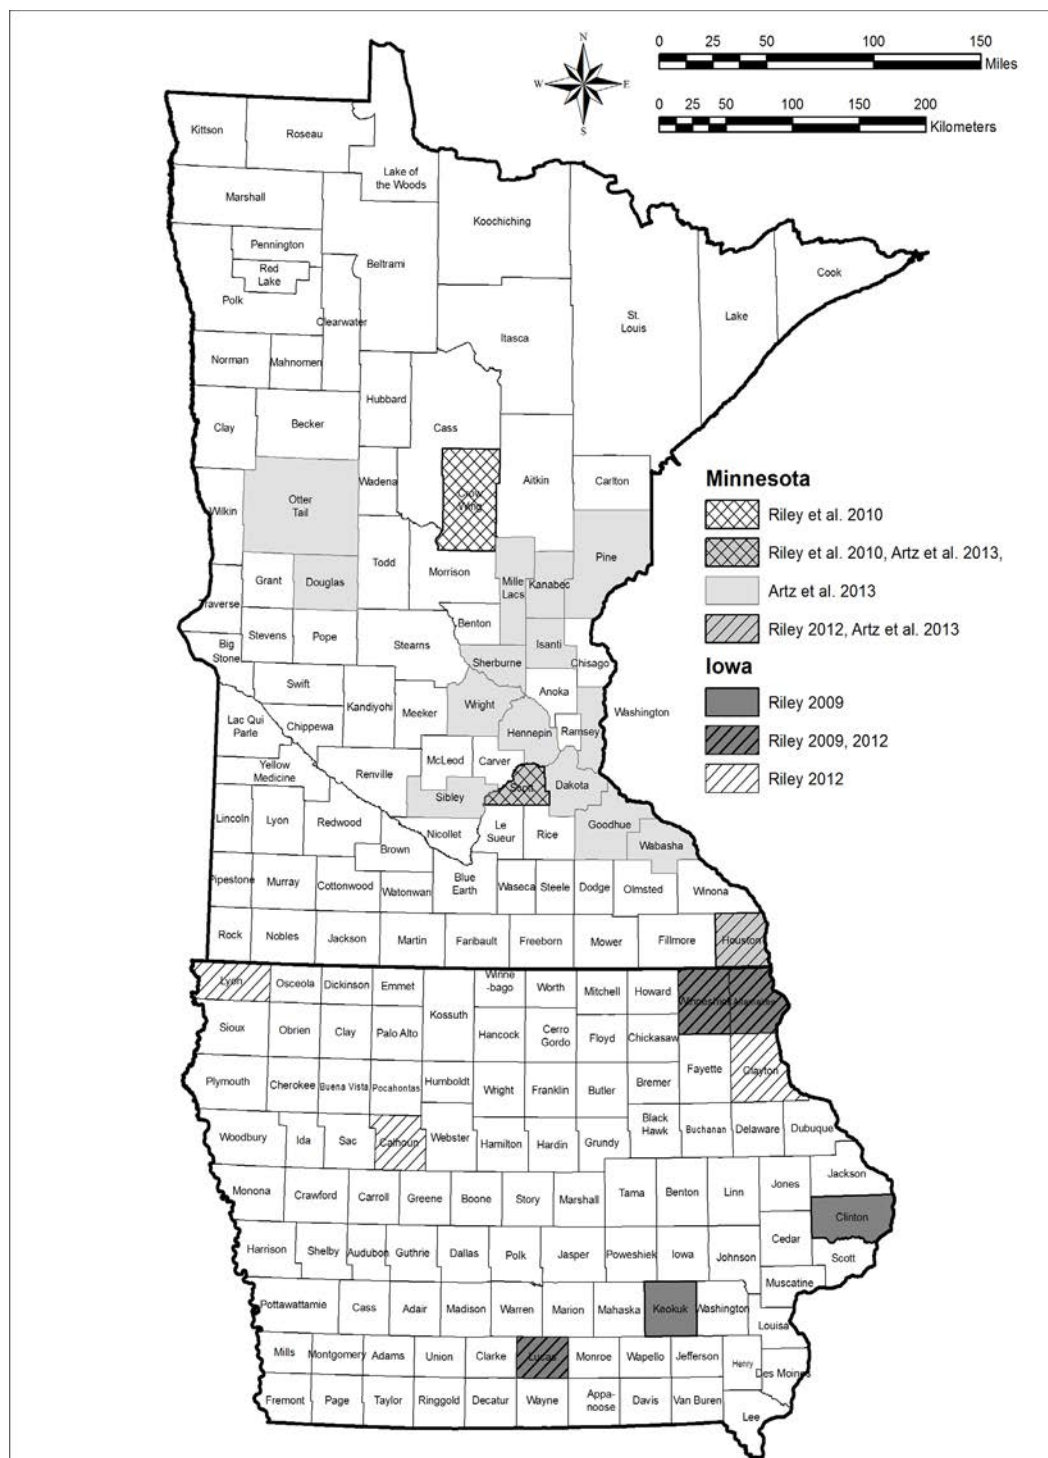 N
W E
S
0 25 50 100 150
Miles
0 25 50 100 150 200
Kilometers
Kittson
Roseau
Lake of
the Woods
Marshall
Koochiching
Pennington
Red
Lake
Beltrami
Polk
Clearwater
Cook
St.
Louis
Lake
Itasca
Norman
Mahnomen
Hubbard
Clay
Becker
Cass
Wadena
Crow
Wing
Aitkin
Carlton
Otter
Tail
Wilkin
Pine
Todd
Morrison
Mille
Lacs
Kanabec
Grant
Douglas
Traverse
Benton
Stevens
Pope
Stearns
Isanti
Big
Stone
Sherburne
Chisago
Swift
Anoka
Kandiyohi
Meeker
Wright
Washington
Lac Qui
Parle
Chippewa
Hennepin
Ramsey
McLeod
Carver
Yellow
Medicine
Renville
Scott
Dakota
Sibley
Lincoln
Lyon
Redwood
Nicollet
Le
Sueur
Rice
Goodhue
Wabasha
Brown
Pipestone
Murray
Cottonwood
Watonwan
Blue
Earth
Waseca
Steele
Dodge
Olmsted
Winona
Rock
Nobles
Jackson
Martin
Faribault
Freeborn
Mower
Fillmore
Houston
Minnesota
Riley et al. 2010
Riley et al. 2010, Artz et al. 2013,
Artz et al. 2013
Riley 2012, Artz et al. 2013
Iowa
Riley 2009
Riley 2009, 2012
Riley 2012
Lyon
Osceola
Dickinson
Emmet
Winne
-bago
Worth
Mitchell
Howard
Winneshiek
Allamakee
Kossuth
Sioux
Obrien
Clay
Palo Alto
Hancock
Cerro
Gordo
Floyd
Chickasaw
Fayette
Clayton
Plymouth
Cherokee
Buena Vista
Pocahontas
Humboldt
Wright
Franklin
Butler
Bremer
Woodbury
Ida
Sac
Calhoun
Webster
Hamilton
Hardin
Grundy
Black
Hawk
Buchanan
Delaware
Dubuque
Monona
Crawford
Carroll
Greene
Boone
Story
Marshall
Tama
Benton
Linn
Jones
Jackson
Clinton
Harrison
Shelby
Audubon
Guthrie
Dallas
Polk
Jasper
Poweshiek
Iowa
Johnson
Cedar
Scott
Muscatine
Pottawattamie
Cass
Adair
Madison
Warren
Marion
Mahaska
Keokuk
Washington
Louisa
Mills
Montgomery
Adams
Union
Clarke
Lucas
Monroe
Wapello
Jefferson
Henry
Des Moines
Fremont
Page
Taylor
Ringgold
Decatur
Wayne
Appa-
noose
Davis
Van Buren
Lee